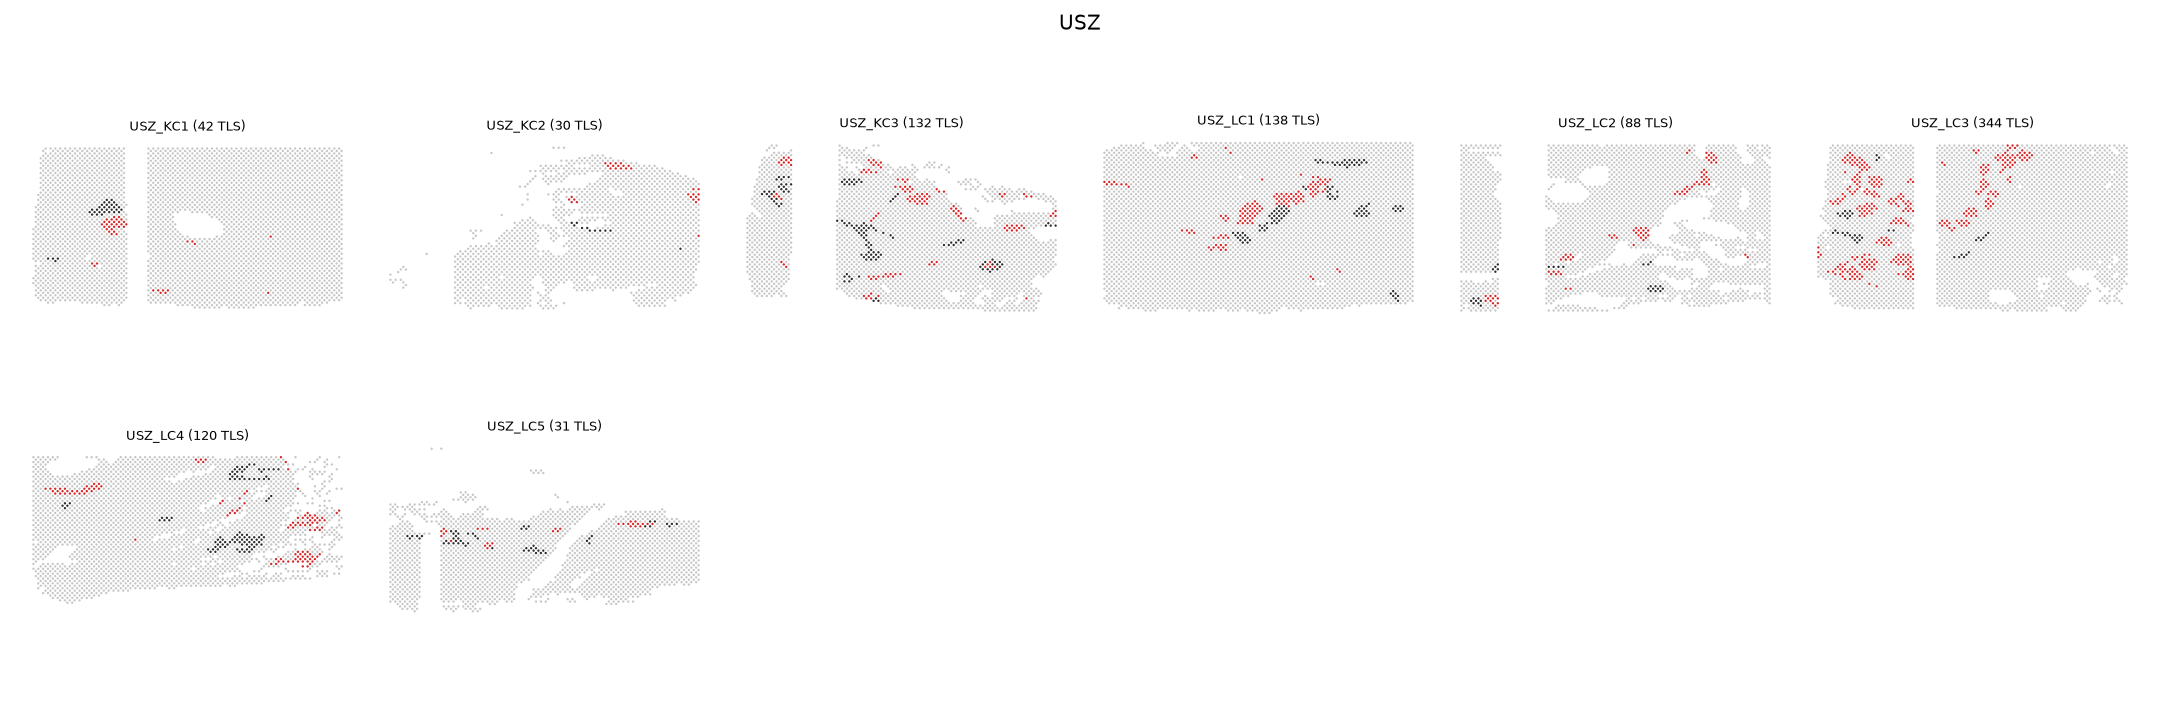 USZ
USZ_KC1 (42 TLS)
USZ_KC2 (30 TLS)
USZ_KC3 (132 TLS)
USZ_LC1 (138 TLS)
USZ_LC2 (88 TLS)
USZ_LC3 (344 TLS)
USZ_LC4 (120 TLS)
USZ_LC5 (31 TLS)